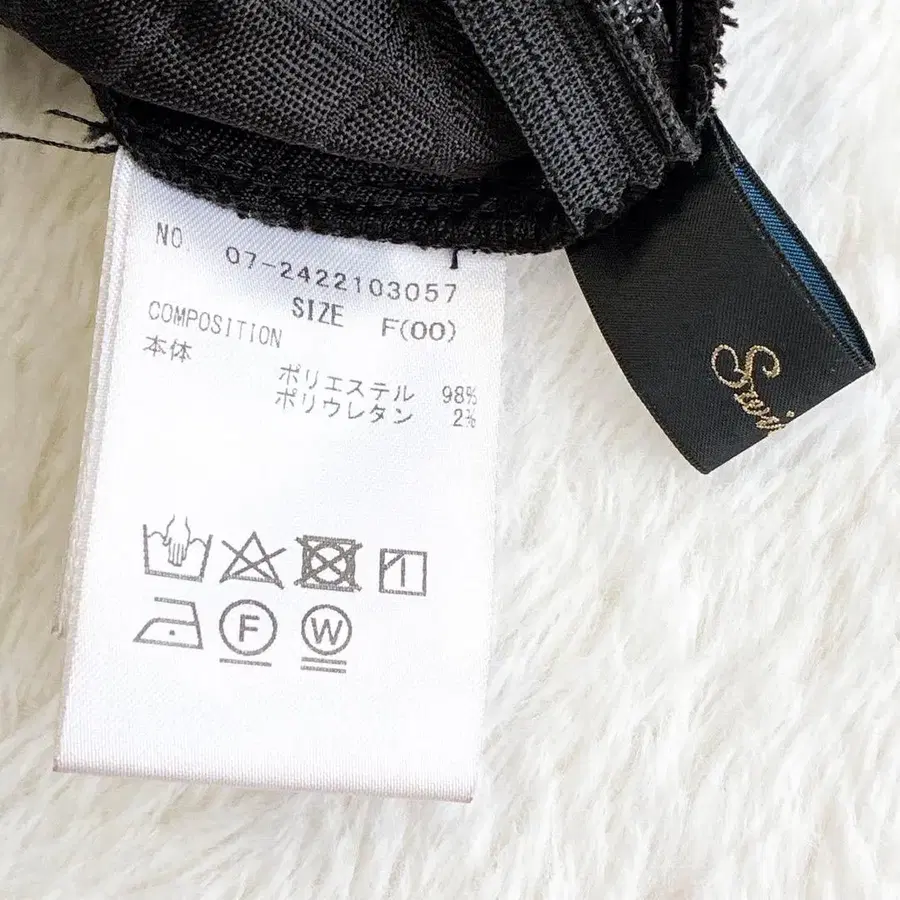 NO 07-2422103057
SIZE F(00)
COMPOSITION
本体
ポリエステル 98%
ポリウレタン 2%
F
W